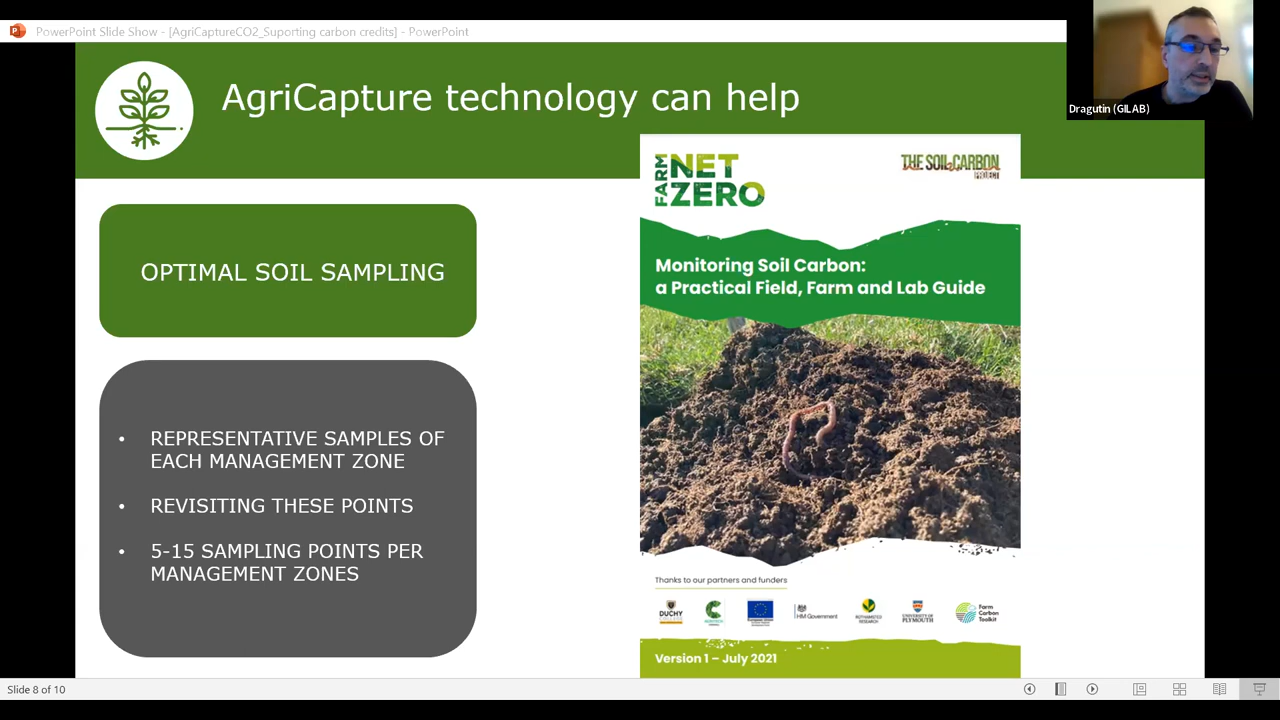 PowerPoint Slide Show - [AgriCaptureCO2_Suporting carbon credits] - PowerPoint
Dragutin (GILAB)
AgriCapture technology can help
OPTIMAL SOIL SAMPLING
• REPRESENTATIVE SAMPLES OF
EACH MANAGEMENT ZONE
• REVISITING THESE POINTS
• 5-15 SAMPLING POINTS PER
MANAGEMENT ZONES
FARM
NET
ZERO
THE SOIL CARBON
PROJECT
Monitoring Soil Carbon:
a Practical Field, Farm and Lab Guide
Thanks to our partners and funders
DUCHY
COLLEGE
HM Government
ROTHAMSTED
RESEARCH
UNIVERSITY OF
PLYMOUTH
Farm
Carbon
Toolkit
Version 1 – July 2021
Slide 8 of 10